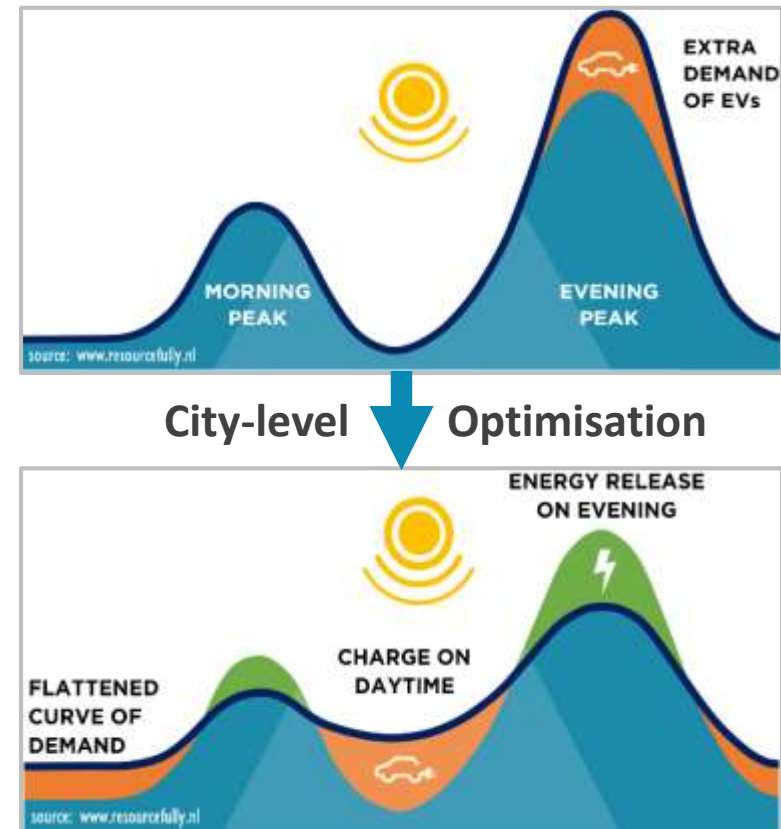 EXTRA
DEMAND
OF EVs
MORNING
PEAK
EVENING
PEAK
source: www.resourcefully.nl
City-level Optimisation
ENERGY RELEASE
ON EVENING
CHARGE ON
DAYTIME
FLATTENED
CURVE OF
DEMAND
source: www.resourcefully.nl